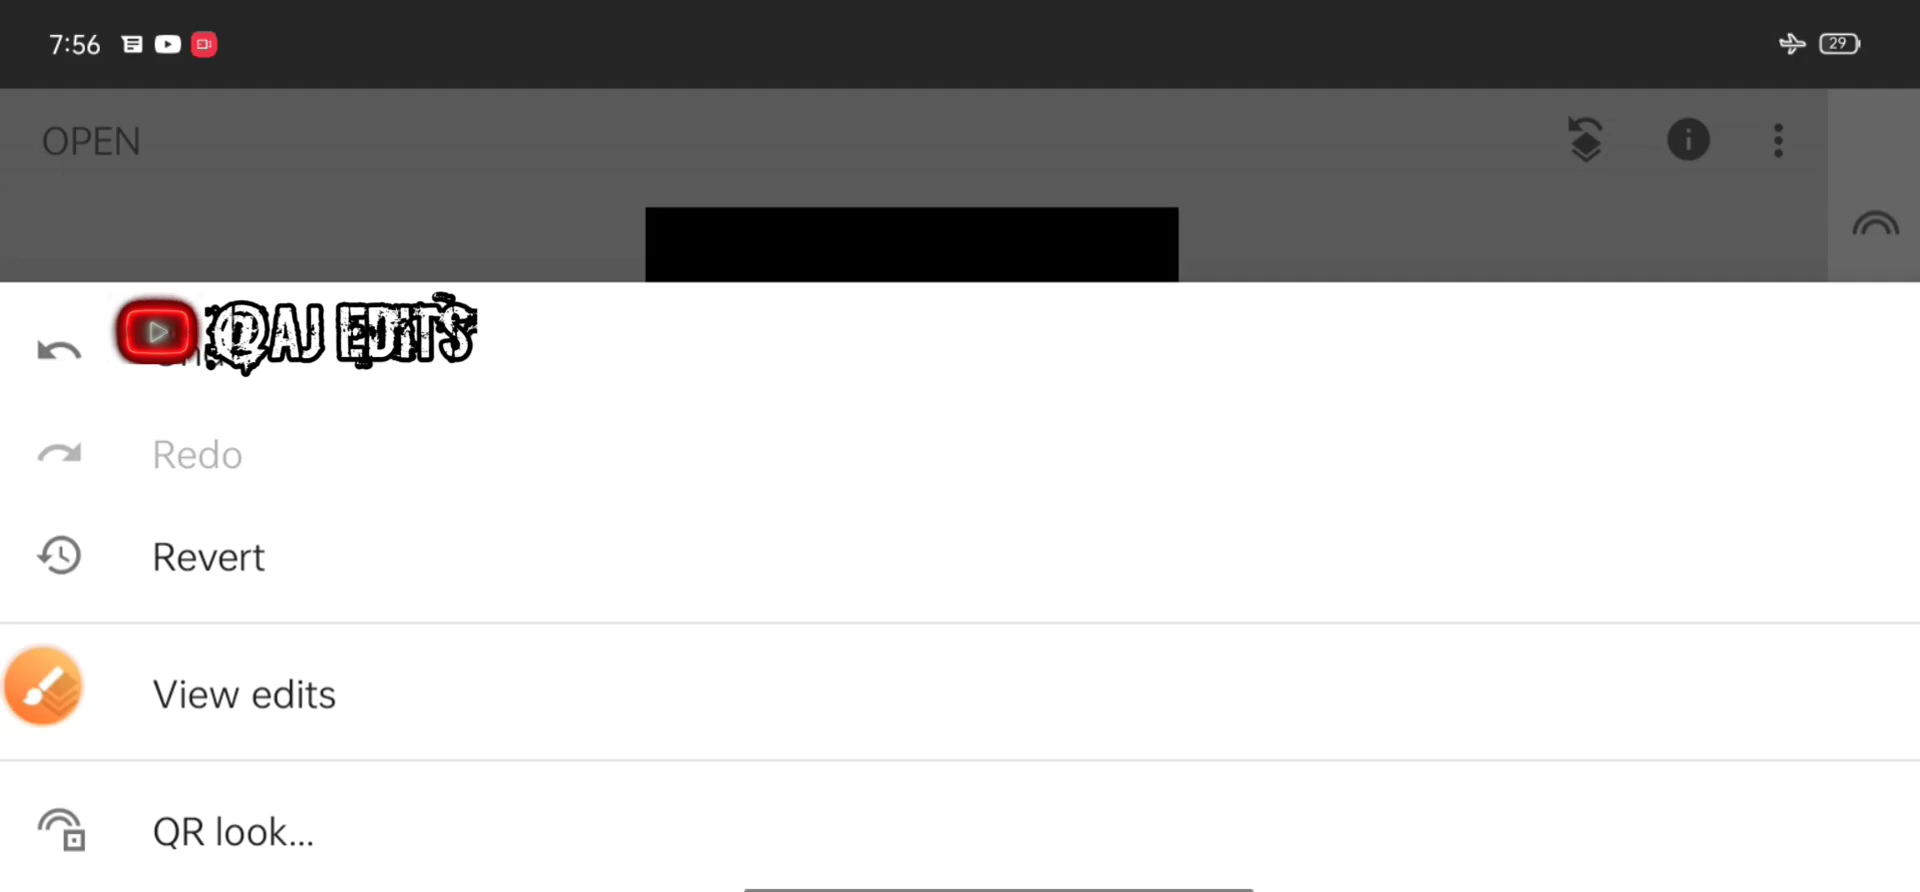 7:56
29
OPEN
@AJ EDITS
Redo
Revert
View edits
QR look...